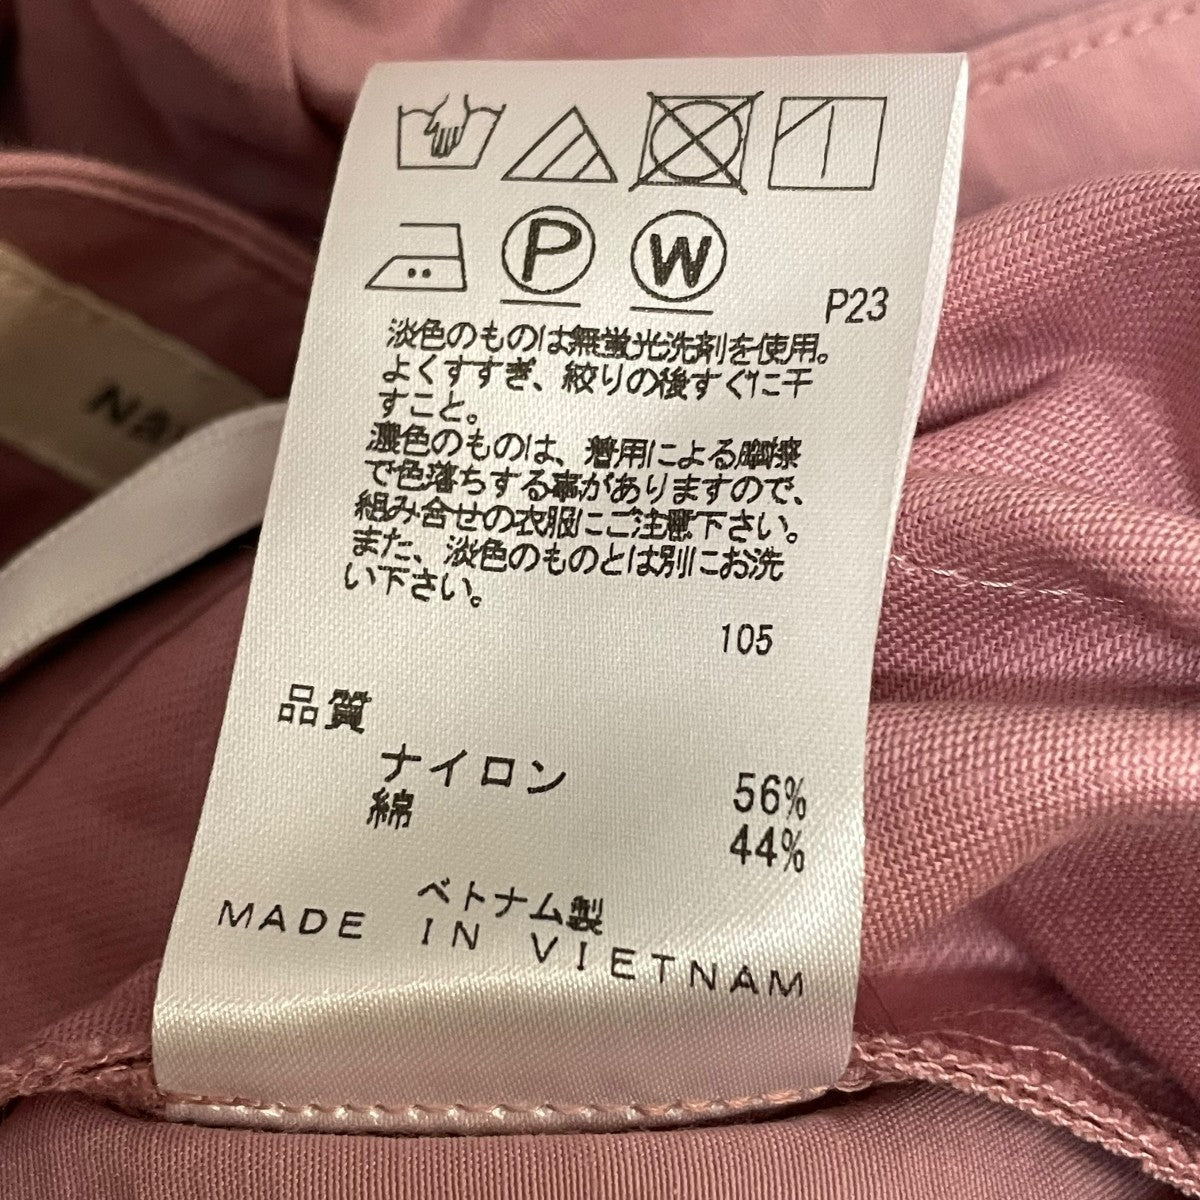 P
W
P23
淡色のものは無蛍光洗剤を使用。
よくすすぎ、絞りの後すぐに干
すこと。
濃色のものは、着用による摩擦
で色落ちする事がありますので、
組み合せの衣服にご注意下さい。
また、淡色のものとは別にお洗
い下さい。
105
品質
ナイロン 56%
綿 44%
ベトナム製
MADE IN VIETNAM